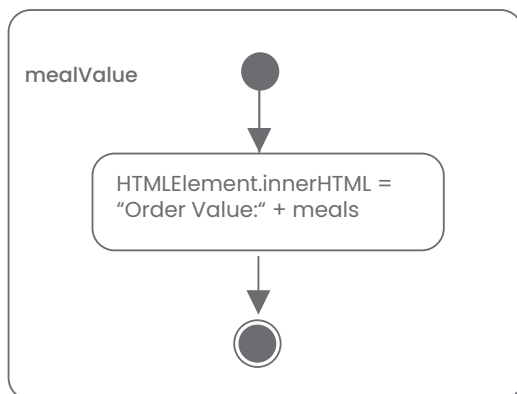 mealValue
HTMLElement.innerHTML =
“Order Value:“ + meals